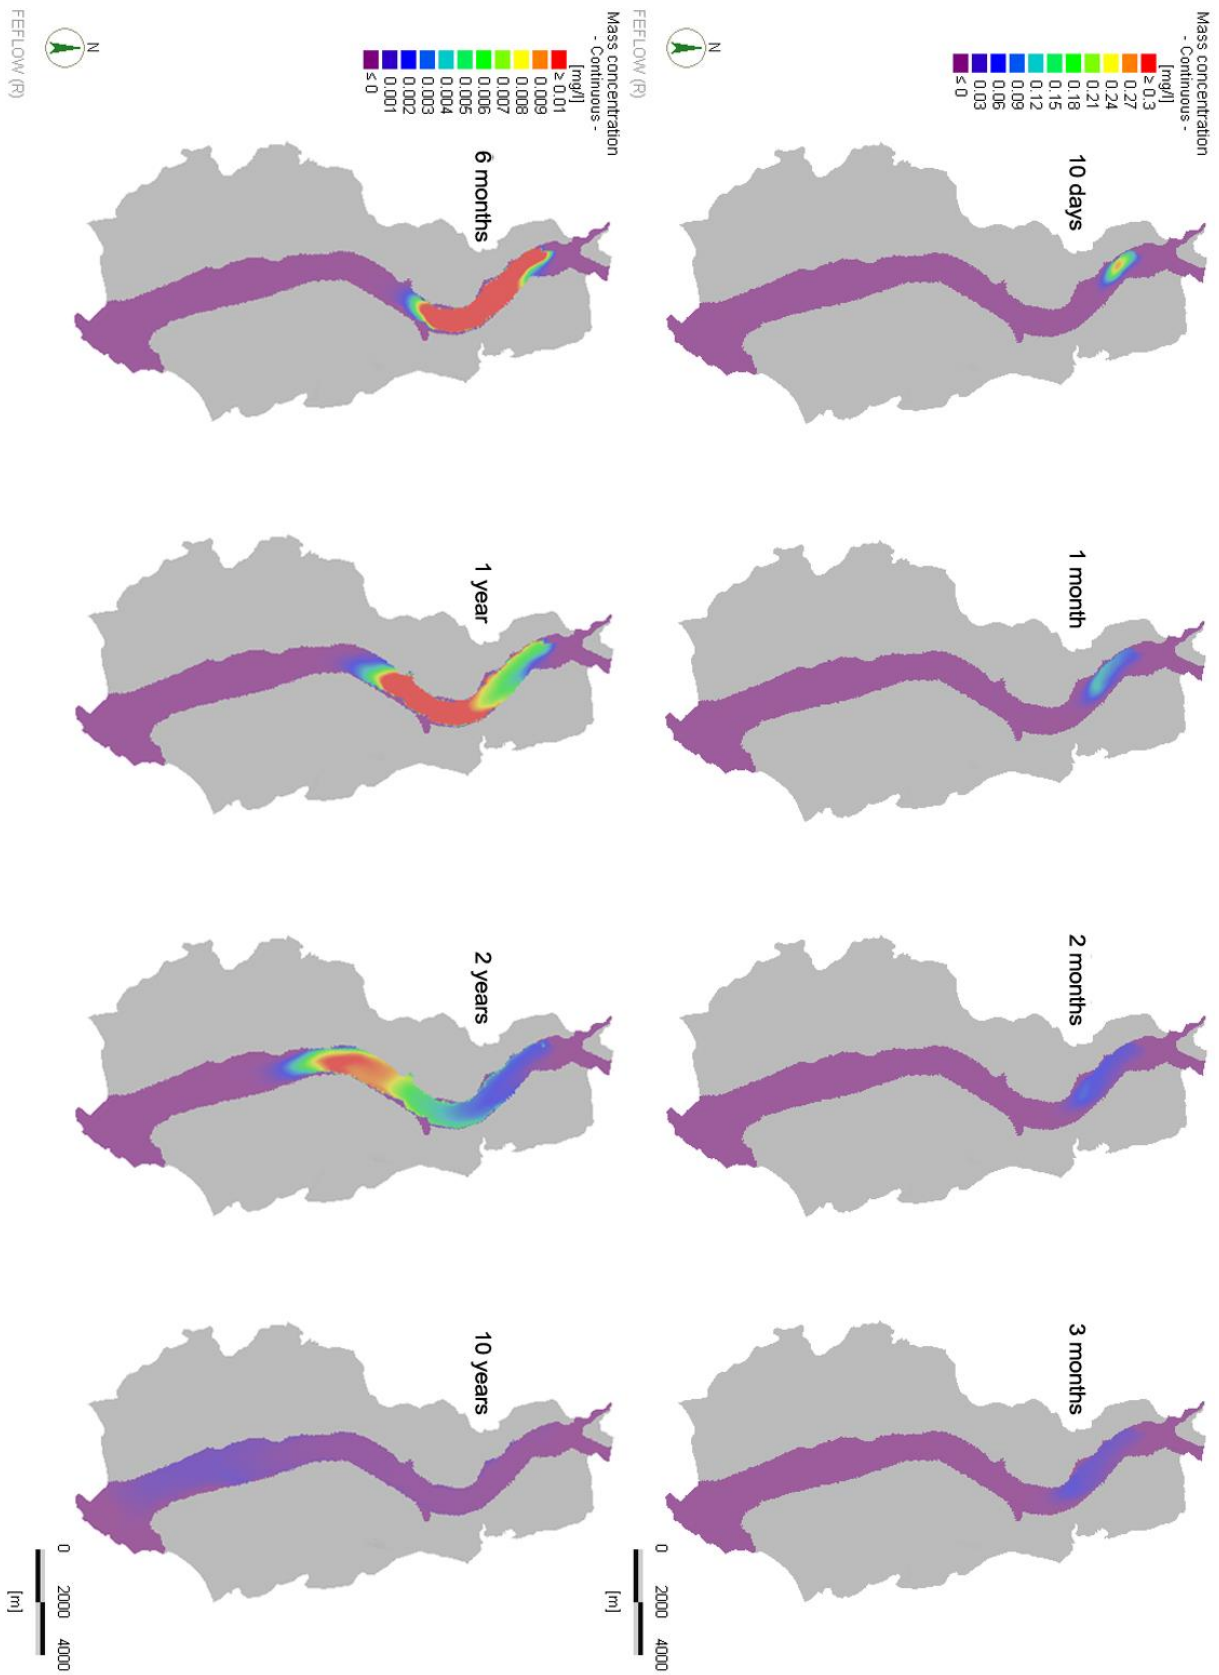 Mass concentration
- Continuous -
[mg/l]
≥ 0.3
0.27
0.24
0.21
0.18
0.15
0.12
0.09
0.06
0.03
≤ 0
10 days
1 month
2 months
3 months
N
FEFLOW (R)
0 2000 4000
[m]
Mass concentration
- Continuous -
[mg/l]
≥ 0.01
0.009
0.008
0.007
0.006
0.005
0.004
0.003
0.002
0.001
≤ 0
6 months
1 year
2 years
10 years
N
FEFLOW (R)
0 2000 4000
[m]